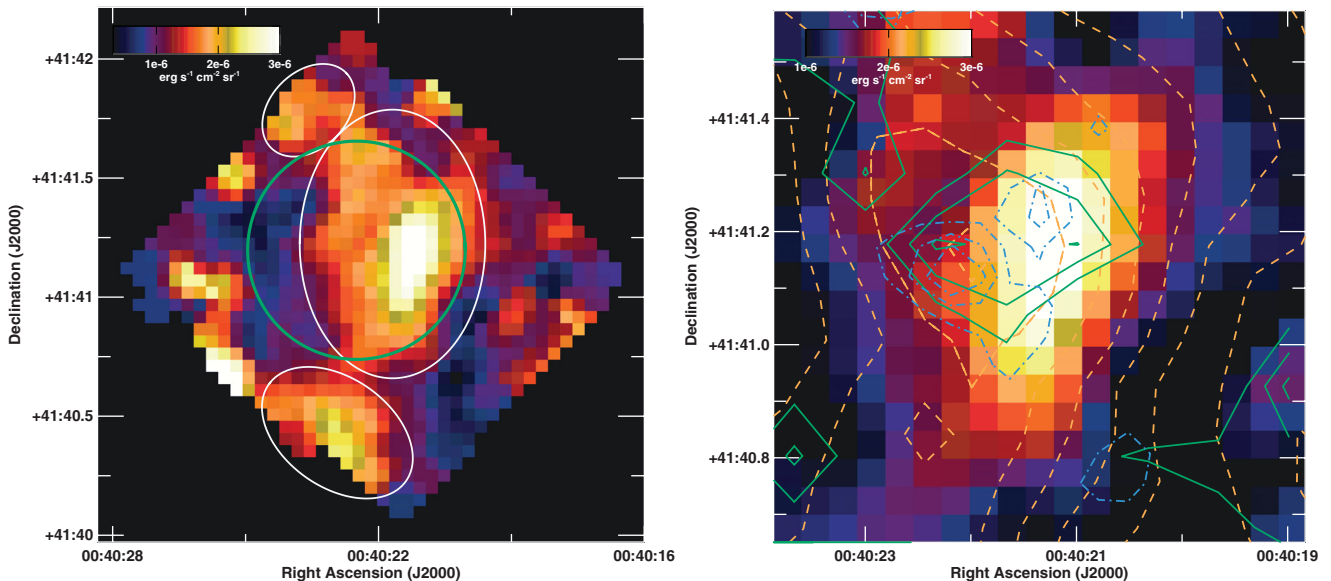 1e-6 2e-6 3e-6
erg s⁻¹ cm⁻² sr⁻¹
+41:42
+41:41.5
+41:41
+41:40.5
+41:40
Declination (J2000)
00:40:28 00:40:22 00:40:16
Right Ascension (J2000)
1e-6 2e-6 3e-6
erg s⁻¹ cm⁻² sr⁻¹
+41:41.4
+41:41.2
+41:41.0
+41:40.8
Declination (J2000)
00:40:23 00:40:21 00:40:19
Right Ascension (J2000)